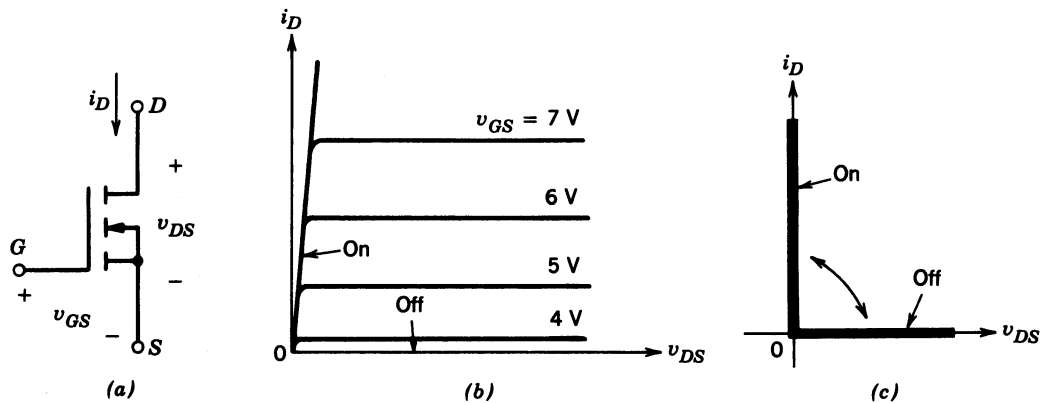 i_D
D
+
v_DS
G
+
v_GS
−
−
S
(a)
i_D
v_GS = 7 V
6 V
On
5 V
Off
4 V
0
v_DS
(b)
i_D
On
Off
0
v_DS
(c)